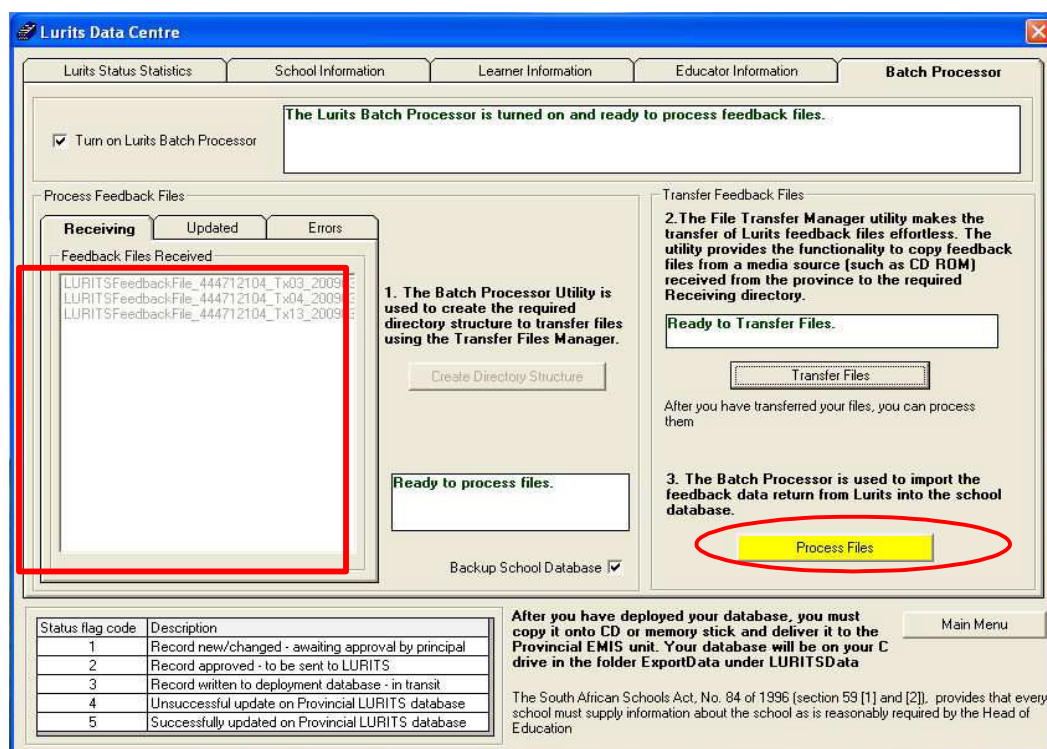 Lurits Data Centre
Lurits Status Statistics
School Information
Learner Information
Educator Information
Batch Processor
Turn on Lurits Batch Processor
The Lurits Batch Processor is turned on and ready to process feedback files.
Process Feedback Files
Receiving
Updated
Errors
Feedback Files Received
LURITSFeedbackFile_444712104_Tx03_200903
LURITSFeedbackFile_444712104_Tx04_200903
LURITSFeedbackFile_444712104_Tx13_200903
1. The Batch Processor Utility is
used to create the required
directory structure to transfer files
using the Transfer Files Manager.
Create Directory Structure
Ready to process files.
Backup School Database
Transfer Feedback Files
2.The File Transfer Manager utility makes the
transfer of Lurits feedback files effortless. The
utility provides the functionality to copy feedback
files from a media source (such as CD ROM)
received from the province to the required
Receiving directory.
Ready to Transfer Files.
Transfer Files
After you have transferred your files, you can process
them
3. The Batch Processor is used to import the
feedback data return from Lurits into the school
database.
Process Files
Status flag code Description
1 Record new/changed - awaiting approval by principal
2 Record approved - to be sent to LURITS
3 Record written to deployment database - in transit
4 Unsuccessful update on Provincial LURITS database
5 Successfully updated on Provincial LURITS database
After you have deployed your database, you must
copy it onto CD or memory stick and deliver it to the
Provincial EMIS unit. Your database will be on your C
drive in the folder ExportData under LURITSData
Main Menu
The South African Schools Act, No. 84 of 1996 (section 59 [1] and [2]), provides that every
school must supply information about the school as is reasonably required by the Head of
Education